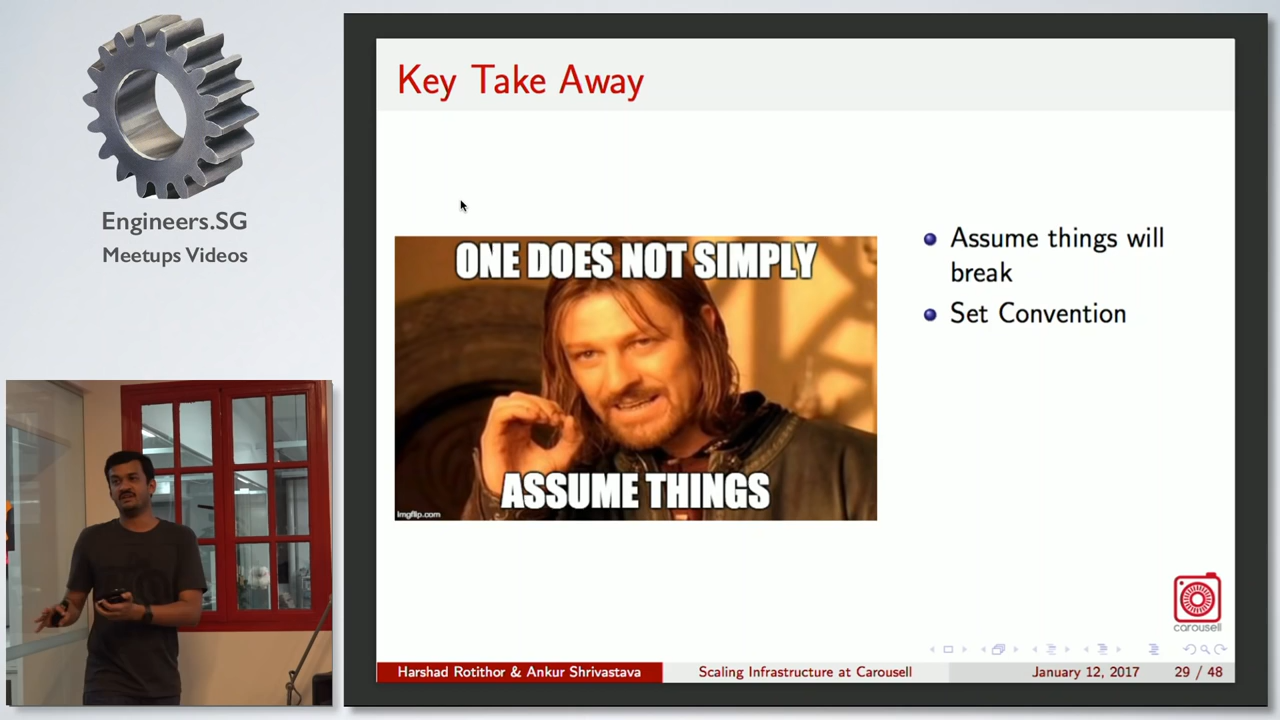 Engineers.SG
Meetups Videos
Key Take Away
ONE DOES NOT SIMPLY
ASSUME THINGS
imgflip.com
Assume things will
break
Set Convention
carousell
Harshad Rotithor & Ankur Shrivastava
Scaling Infrastructure at Carousell
January 12, 2017
29 / 48